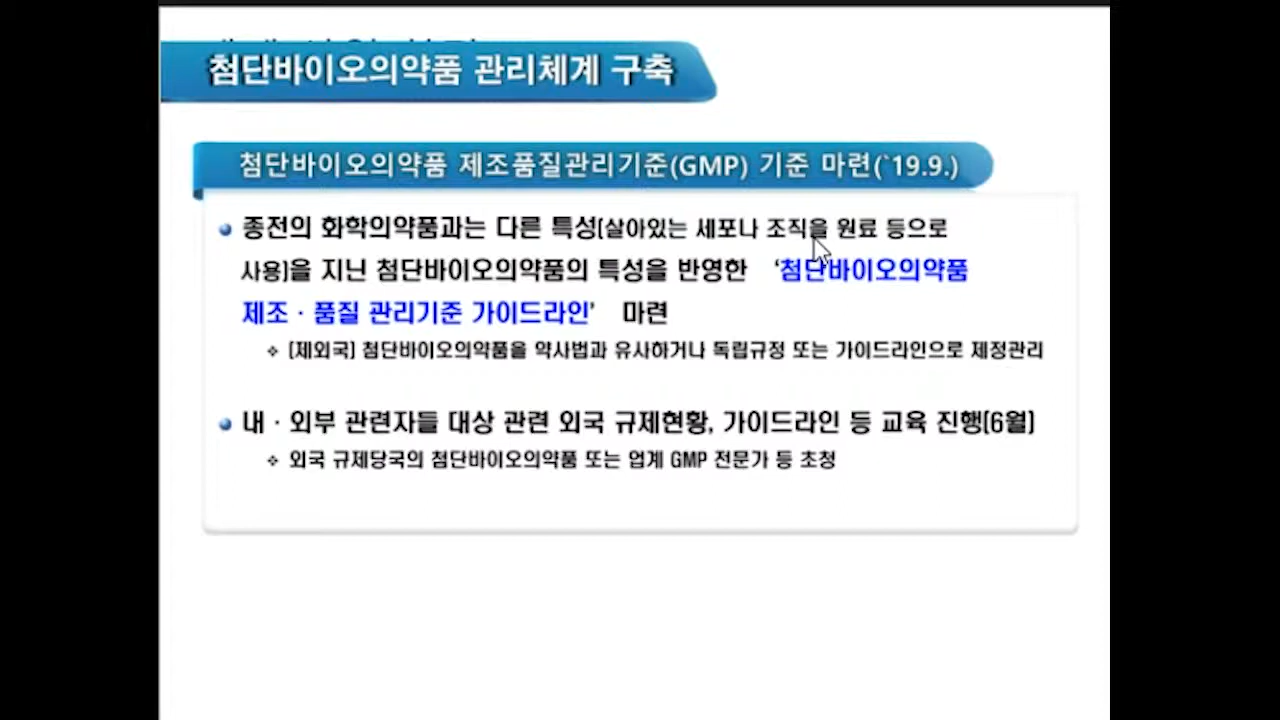 첨단바이오의약품 관리체계 구축
첨단바이오의약품 제조품질관리기준(GMP) 기준 마련(`19.9.)
종전의 화학의약품과는 다른 특성(살아있는 세포나 조직을 원료 등으로
사용)을 지닌 첨단바이오의약품의 특성을 반영한 ‘첨단바이오의약품
제조 · 품질 관리기준 가이드라인’ 마련
❖ [제외국] 첨단바이오의약품을 약사법과 유사하거나 독립규정 또는 가이드라인으로 제정관리
내 · 외부 관련자들 대상 관련 외국 규제현황, 가이드라인 등 교육 진행(6월)
❖ 외국 규제당국의 첨단바이오의약품 또는 업계 GMP 전문가 등 초청